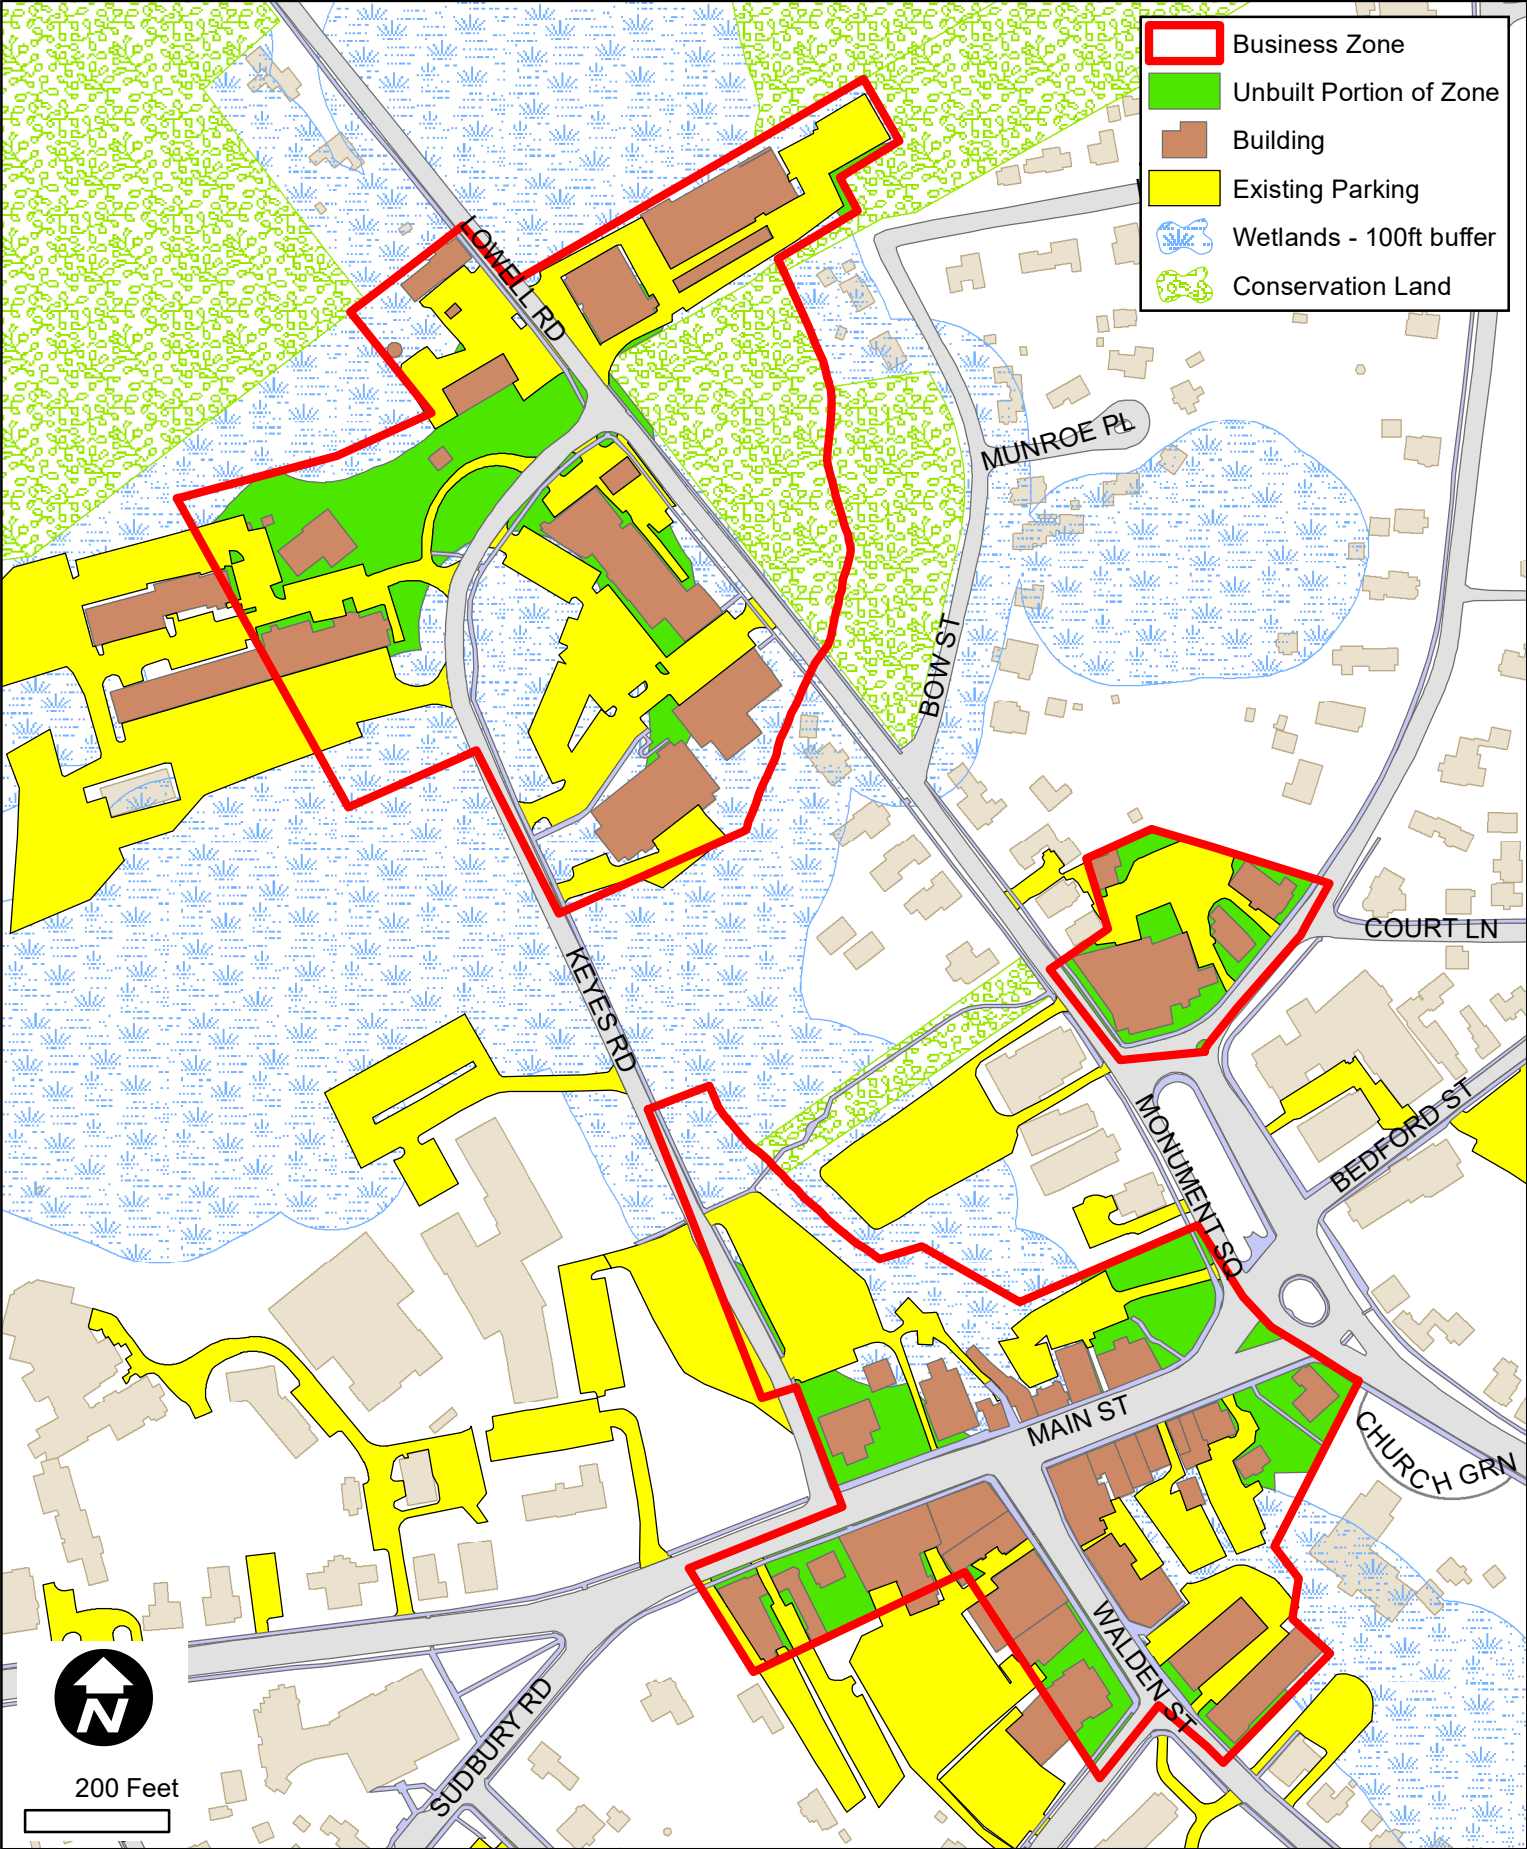 Business Zone
Unbuilt Portion of Zone
Building
Existing Parking
Wetlands - 100ft buffer
Conservation Land
LOWELL RD
MUNROE PL
BOW ST
COURT LN
KEYES RD
MONUMENT SQ
BEDFORD ST
MAIN ST
CHURCH GRN
WALDEN ST
SUDBURY RD
N
200 Feet